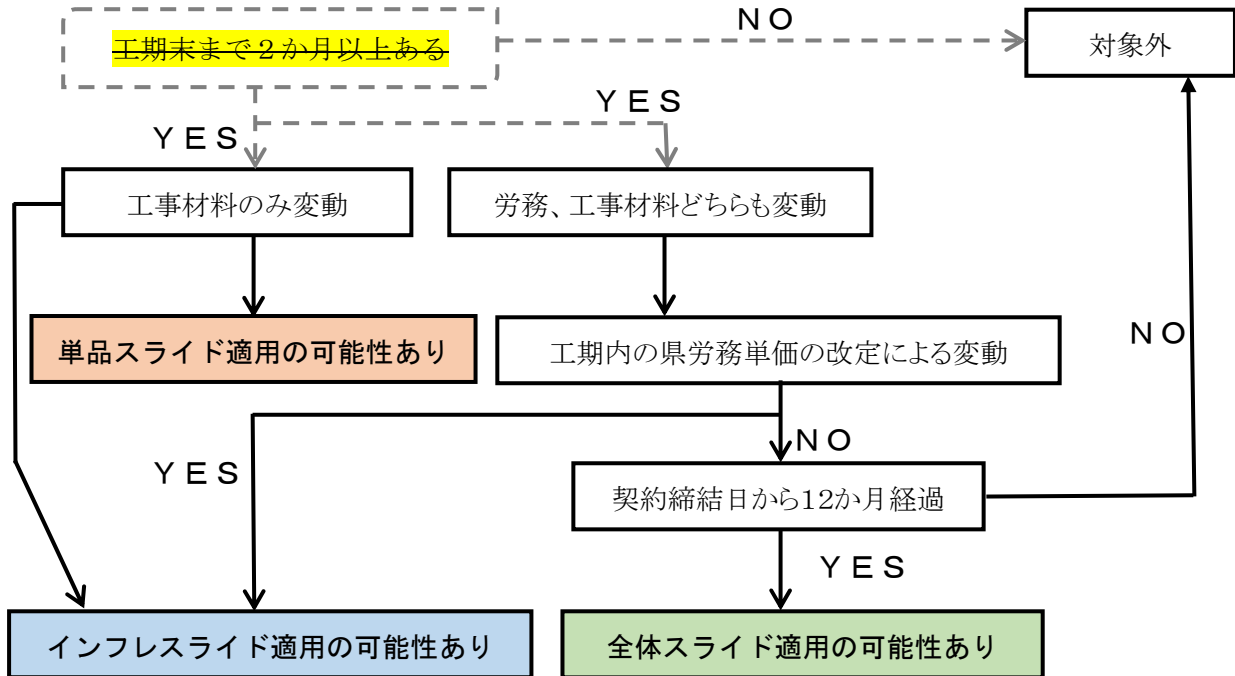 ＮＯ
工期末まで２か月以上ある
対象外
ＹＥＳ
ＹＥＳ
工事材料のみ変動
労務、工事材料どちらも変動
単品スライド適用の可能性あり
工期内の県労務単価の改定による変動
ＮＯ
ＹＥＳ
ＮＯ
契約締結日から12か月経過
ＹＥＳ
インフレスライド適用の可能性あり
全体スライド適用の可能性あり